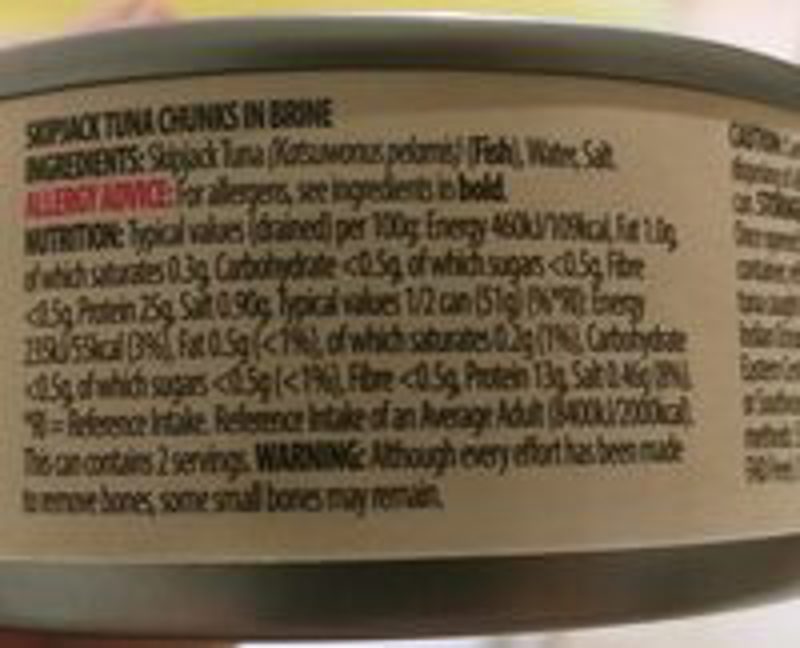 SKIPJACK TUNA CHUNKS IN BRINE
INGREDIENTS: Skipjack Tuna (Katsuwonus pelamis) (Fish), Water, Salt.
ALLERGY ADVICE: For allergens, see ingredients in bold.
NUTRITION: Typical values (drained) per 100g: Energy 460kJ/109kcal, Fat 1.0g,
of which saturates 0.3g, Carbohydrate <0.5g, of which sugars <0.5g, Fibre
<0.5g, Protein 25g, Salt 0.90g. Typical values 1/2 can (51g) (%*RI): Energy
235kJ/55kcal (3%), Fat 0.5g (<1%), of which saturates 0.2g (1%), Carbohydrate
<0.5g, of which sugars <0.5g (<1%), Fibre <0.5g, Protein 13g, Salt 0.46g (8%).
*RI = Reference Intake. Reference Intake of an Average Adult (8400kJ/2000kcal).
This can contains 2 servings. WARNING: Although every effort has been made
to remove bones, some small bones may remain.
CAUTION:
can. 
Once
Indian
Eastern